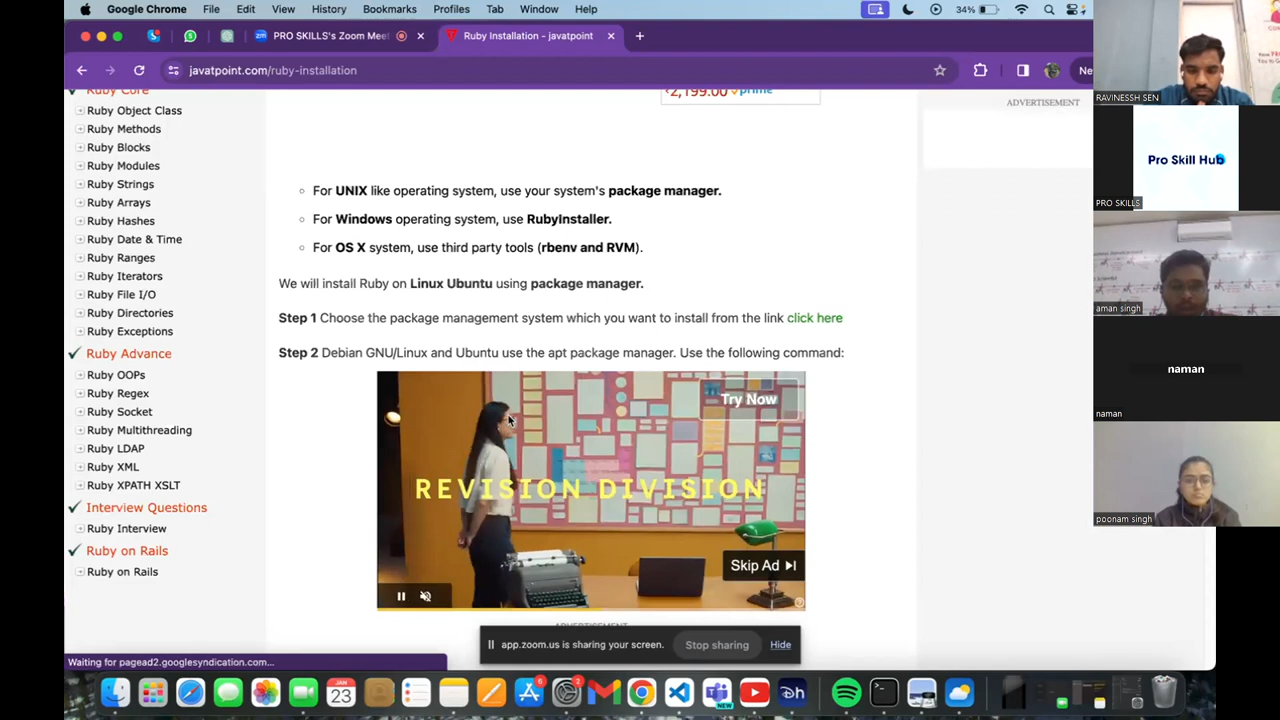 Google Chrome File Edit View History Bookmarks Profiles Tab Window Help 34%
PRO SKILLS's Zoom Meet
Ruby Installation - javatpoint
javatpoint.com/ruby-installation
Ne
Ruby Core
Ruby Object Class
Ruby Methods
Ruby Blocks
Ruby Modules
Ruby Strings
Ruby Arrays
Ruby Hashes
Ruby Date & Time
Ruby Ranges
Ruby Iterators
Ruby File I/O
Ruby Directories
Ruby Exceptions
Ruby Advance
Ruby OOPs
Ruby Regex
Ruby Socket
Ruby Multithreading
Ruby LDAP
Ruby XML
Ruby XPATH XSLT
Interview Questions
Ruby Interview
Ruby on Rails
Ruby on Rails
2,199.00 prime
ADVERTISEMENT
For UNIX like operating system, use your system's package manager.
For Windows operating system, use RubyInstaller.
For OS X system, use third party tools (rbenv and RVM).
We will install Ruby on Linux Ubuntu using package manager.
Step 1 Choose the package management system which you want to install from the link click here
Step 2 Debian GNU/Linux and Ubuntu use the apt package manager. Use the following command:
Try Now
REVISION DIVISION
Skip Ad
ADVERTISEMENT
app.zoom.us is sharing your screen. Stop sharing Hide
Waiting for pagead2.googlesyndication.com...
RAVINESSH SEN
Pro Skill Hub
PRO SKILLS
aman singh
naman
naman
poonam singh
JAN
23
6
2
NEW